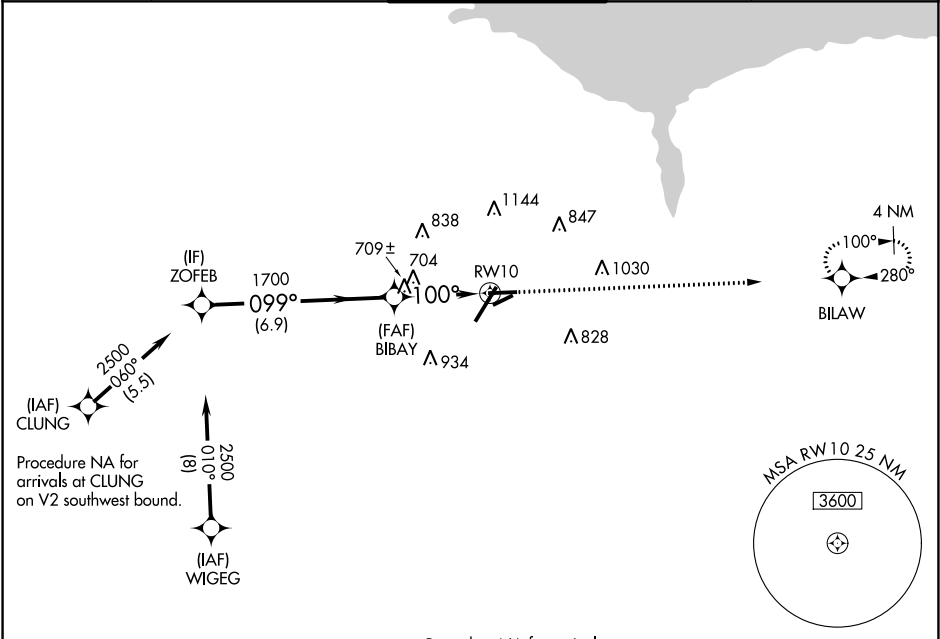 1144
838
847
4 NM
709±
704
100°
(IF)
ZOFEB
1700
RW10
1030
280°
099°
100°
(6.9)
BILAW
(FAF)
BIBAY
828
934
2500
060°
(5.5)
(IAF)
CLUNG
2500
010°
(8)
Procedure NA for
arrivals at CLUNG
on V2 southwest bound.
MSA RW10 25 NM
3600
(IAF)
WIGEG